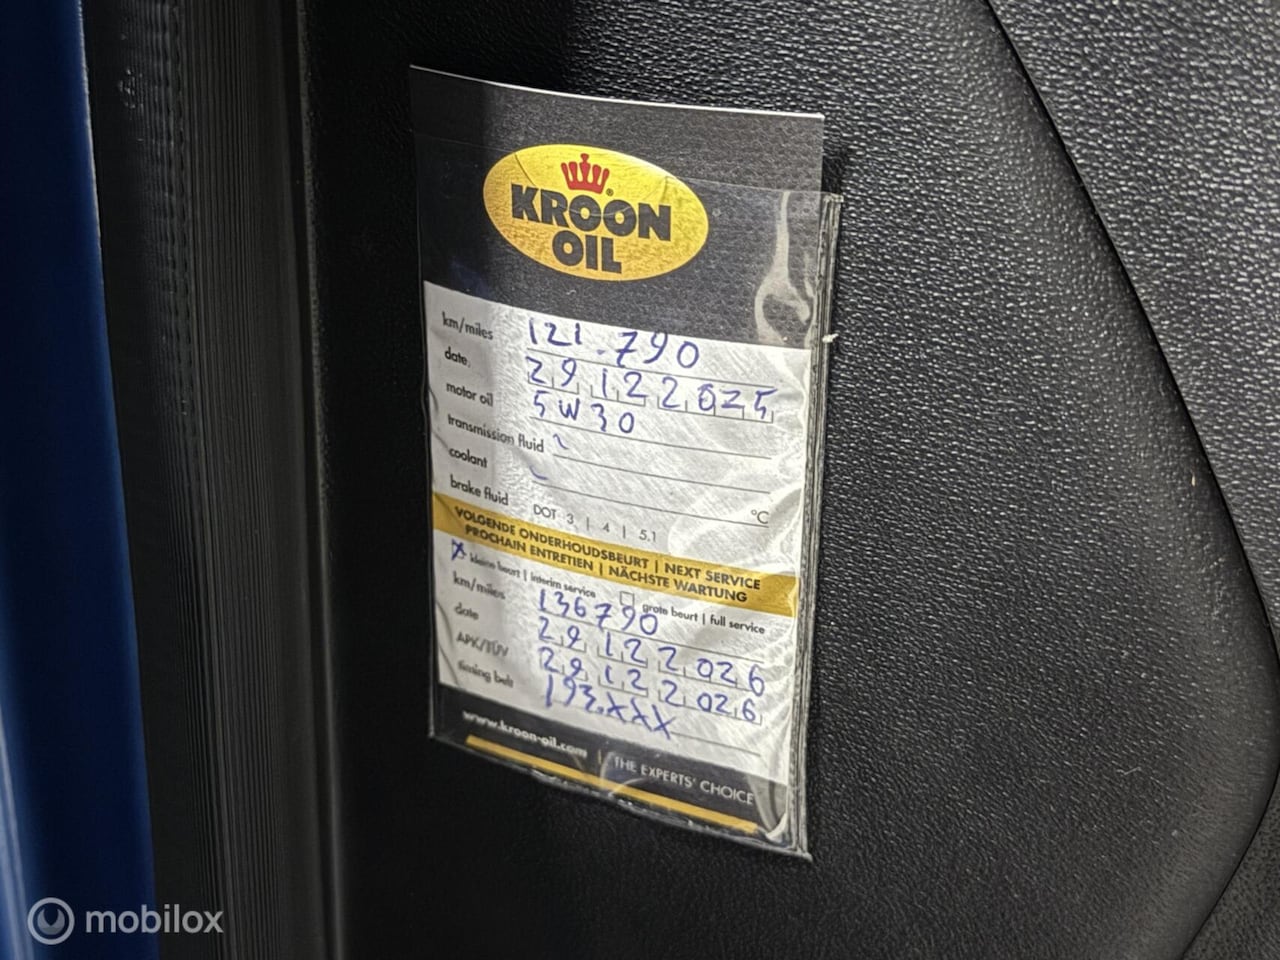 KROON
OIL
km/miles 121.790
date 29 12 2025
motor oil 5W30
transmission fluid
coolant °C
brake fluid DOT 3 | 4 | 5.1
VOLGENDE ONDERHOUDSBEURT | NEXT SERVICE
PROCHAIN ENTRETIEN | NÄCHSTE WARTUNG
x kleine beurt | interim service grote beurt | full service
km/miles 136790
date 29 12 2026
APK/TÜV 29 12 2026
timing belt 193.XXX
www.kroon-oil.com | THE EXPERTS' CHOICE
mobilox